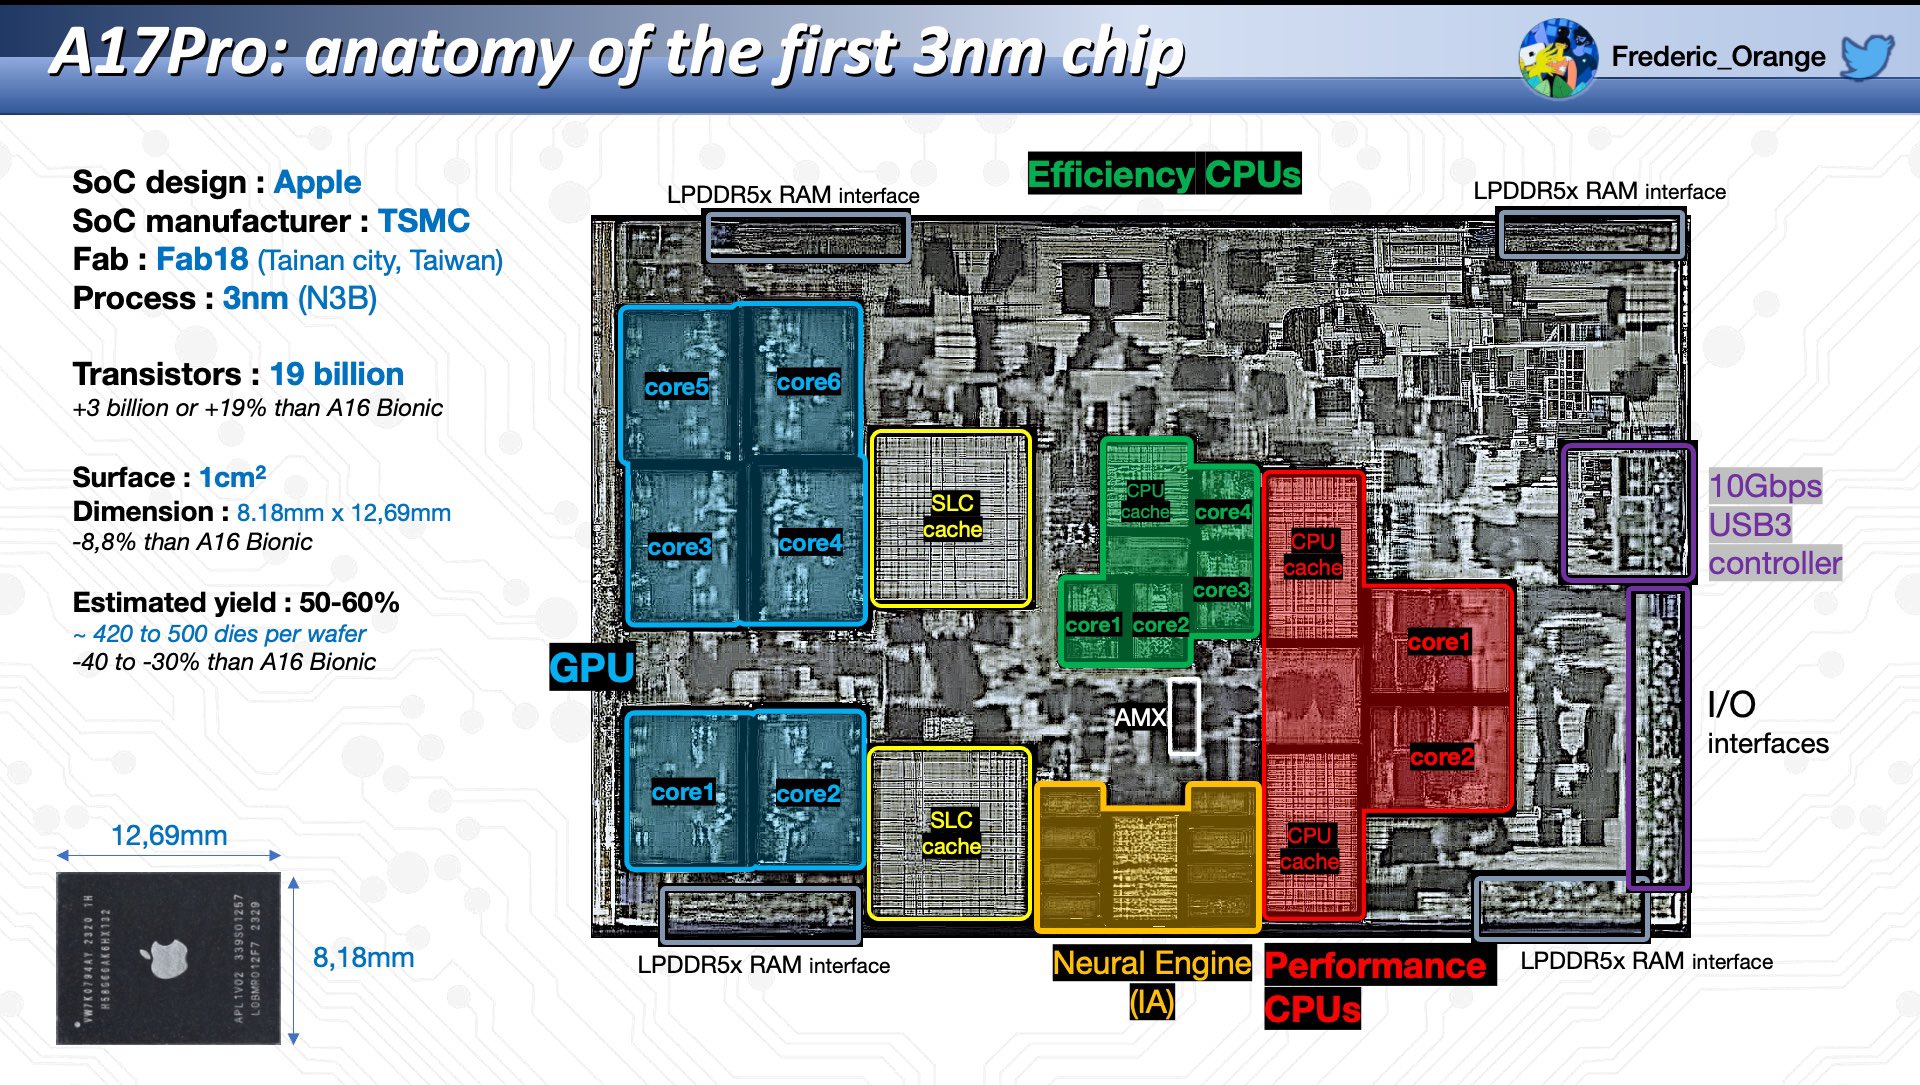 A17Pro: anatomy of the first 3nm chip
Frederic_Orange
SoC design : Apple
SoC manufacturer : TSMC
Fab : Fab18 (Tainan city, Taiwan)
Process : 3nm (N3B)
Transistors : 19 billion
+3 billion or +19% than A16 Bionic
Surface : 1cm²
Dimension : 8.18mm x 12,69mm
-8,8% than A16 Bionic
Estimated yield : 50-60%
~ 420 to 500 dies per wafer
-40 to -30% than A16 Bionic
12,69mm
8,18mm
VW7K0794AY 2320 1H
H58GG6AK6HX132
APL1V02 339S01257
L0BMR012F7 2329
LPDDR5x RAM interface
Efficiency CPUs
LPDDR5x RAM interface
core5
core6
core3
core4
GPU
core1
core2
SLC
cache
SLC
cache
CPU
cache
core4
core3
core1
core2
AMX
CPU
cache
core1
core2
CPU
cache
10Gbps
USB3
controller
I/O
interfaces
LPDDR5x RAM interface
Neural Engine
(IA)
Performance
CPUs
LPDDR5x RAM interface